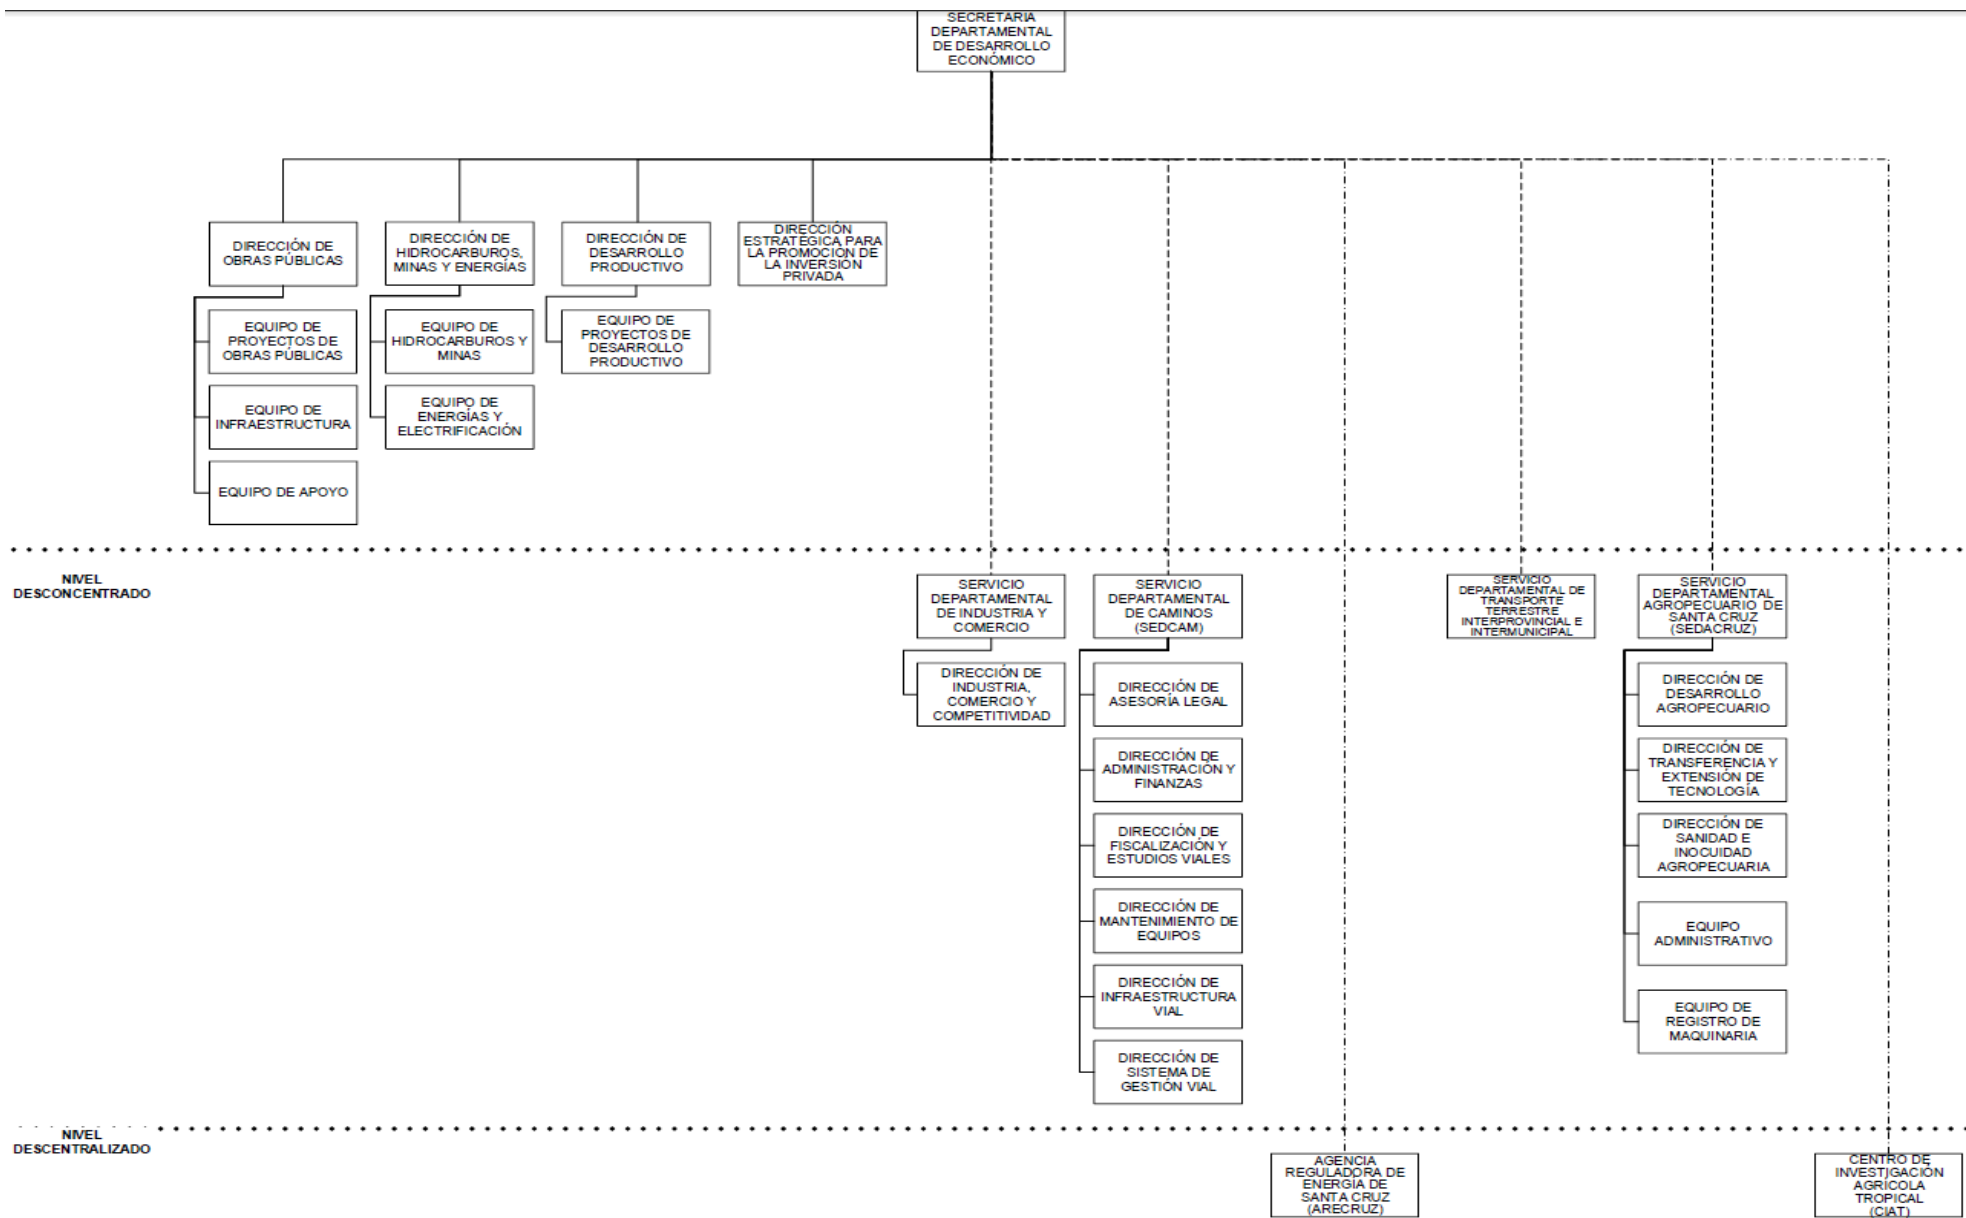 SECRETARÍA
DEPARTAMENTAL
DE DESARROLLO
ECONÓMICO
DIRECCIÓN DE
OBRAS PÚBLICAS
DIRECCIÓN DE
HIDROCARBUROS,
MINAS Y ENERGÍAS
DIRECCIÓN DE
DESARROLLO
PRODUCTIVO
DIRECCIÓN
ESTRATÉGICA PARA
LA PROMOCIÓN DE
LA INVERSIÓN
PRIVADA
EQUIPO DE
PROYECTOS DE
OBRAS PÚBLICAS
EQUIPO DE
HIDROCARBUROS Y
MINAS
EQUIPO DE
PROYECTOS DE
DESARROLLO
PRODUCTIVO
EQUIPO DE
INFRAESTRUCTURA
EQUIPO DE
ENERGÍAS Y
ELECTRIFICACIÓN
EQUIPO DE APOYO
NIVEL
DESCONCENTRADO
SERVICIO
DEPARTAMENTAL
DE INDUSTRIA Y
COMERCIO
DIRECCIÓN DE
INDUSTRIA,
COMERCIO Y
COMPETITIVIDAD
SERVICIO
DEPARTAMENTAL
DE CAMINOS
(SEDCAM)
DIRECCIÓN DE
ASESORÍA LEGAL
DIRECCIÓN DE
ADMINISTRACIÓN Y
FINANZAS
DIRECCIÓN DE
FISCALIZACIÓN Y
ESTUDIOS VIALES
DIRECCIÓN DE
MANTENIMIENTO DE
EQUIPOS
DIRECCIÓN DE
INFRAESTRUCTURA
VIAL
DIRECCIÓN DE
SISTEMA DE
GESTIÓN VIAL
SERVICIO
DEPARTAMENTAL DE
TRANSPORTE
TERRESTRE
INTERPROVINCIAL E
INTERMUNICIPAL
SERVICIO
DEPARTAMENTAL
AGROPECUARIO DE
SANTA CRUZ
(SEDACRUZ)
DIRECCIÓN DE
DESARROLLO
AGROPECUARIO
DIRECCIÓN DE
TRANSFERENCIA Y
EXTENSIÓN DE
TECNOLOGÍA
DIRECCIÓN DE
SANIDAD E
INOCUIDAD
AGROPECUARIA
EQUIPO
ADMINISTRATIVO
EQUIPO DE
REGISTRO DE
MAQUINARIA
NIVEL
DESCENTRALIZADO
AGENCIA
REGULADORA DE
ENERGÍA DE
SANTA CRUZ
(ARECRUZ)
CENTRO DE
INVESTIGACIÓN
AGRÍCOLA
TROPICAL
(CIAT)